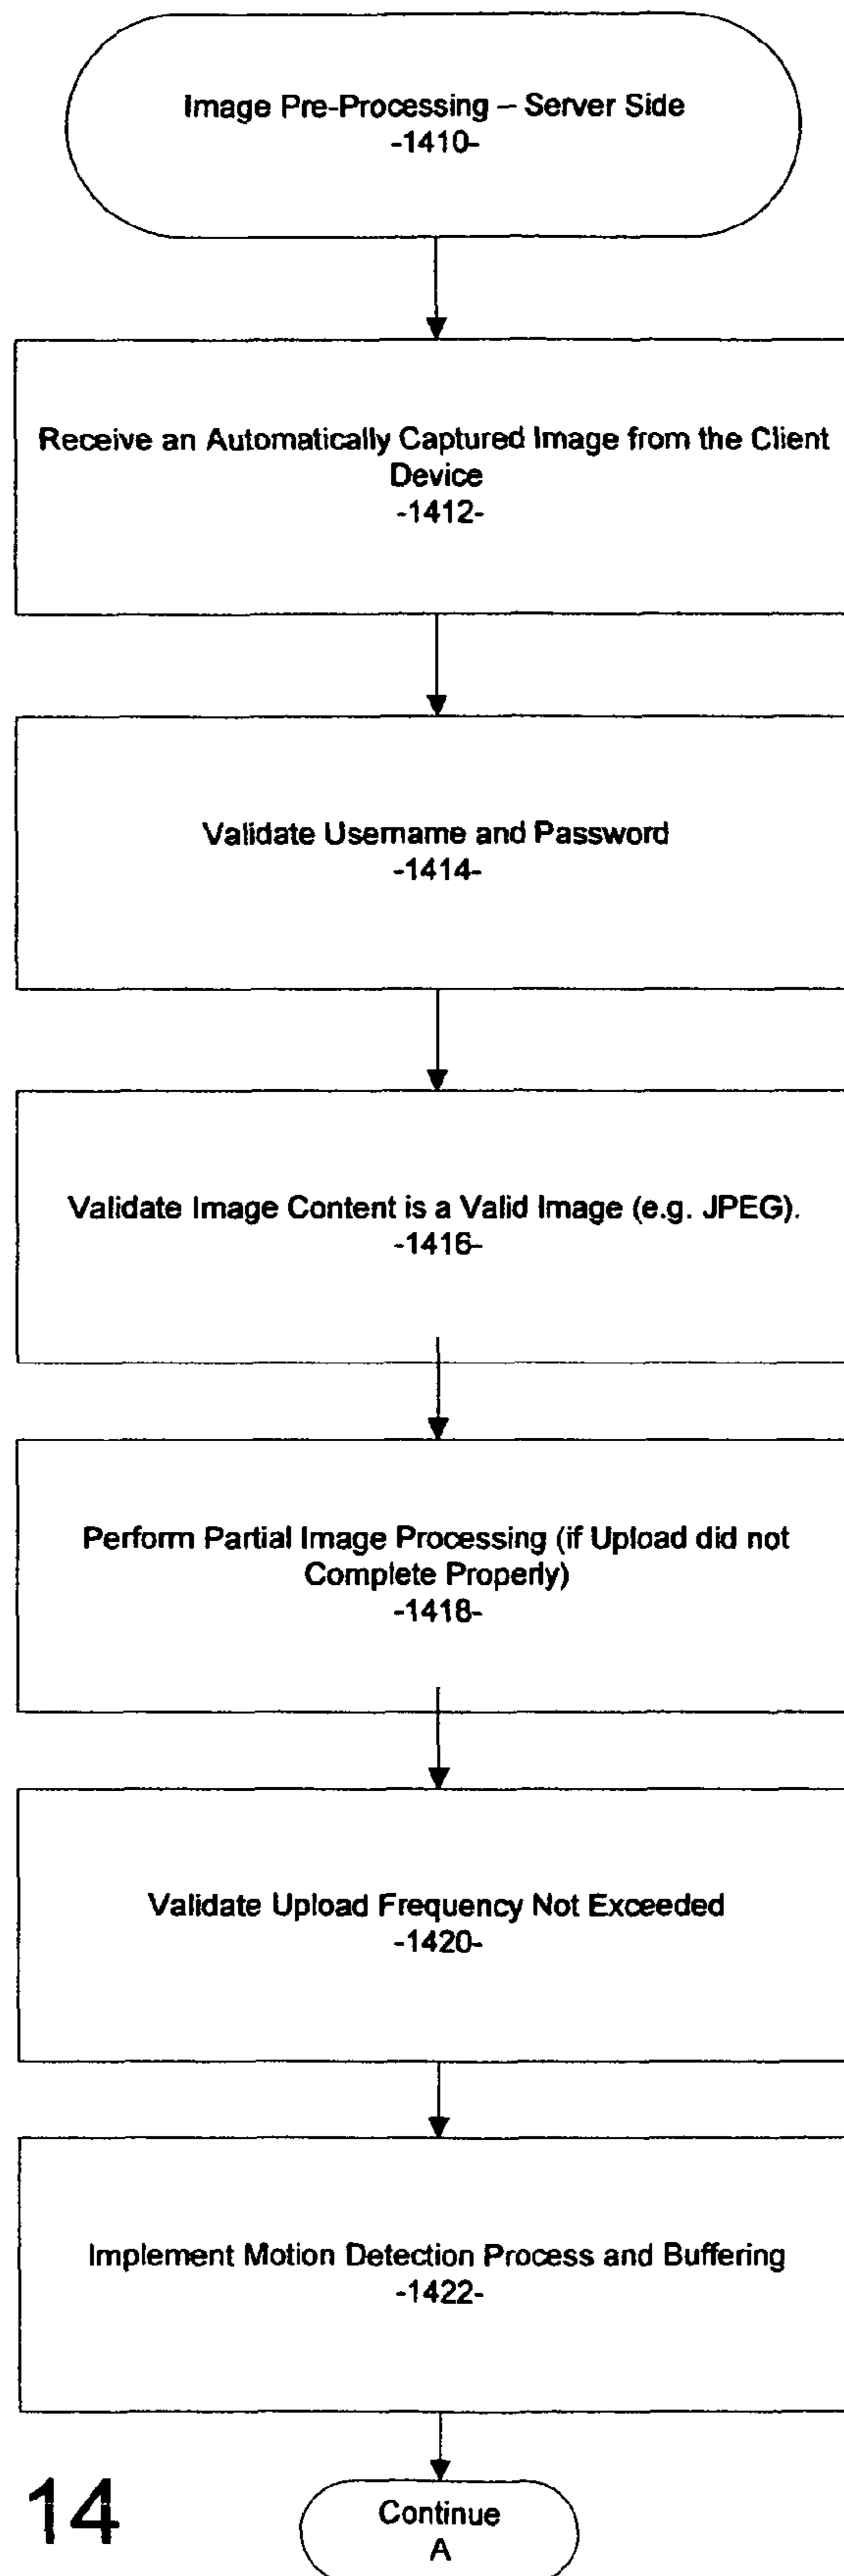 Image Pre-Processing – Server Side
-1410-
Receive an Automatically Captured Image from the Client
Device
-1412-
Validate Username and Password
-1414-
Validate Image Content is a Valid Image (e.g. JPEG).
-1416-
Perform Partial Image Processing (if Upload did not
Complete Properly)
-1418-
Validate Upload Frequency Not Exceeded
-1420-
Implement Motion Detection Process and Buffering
-1422-
14
Continue
A